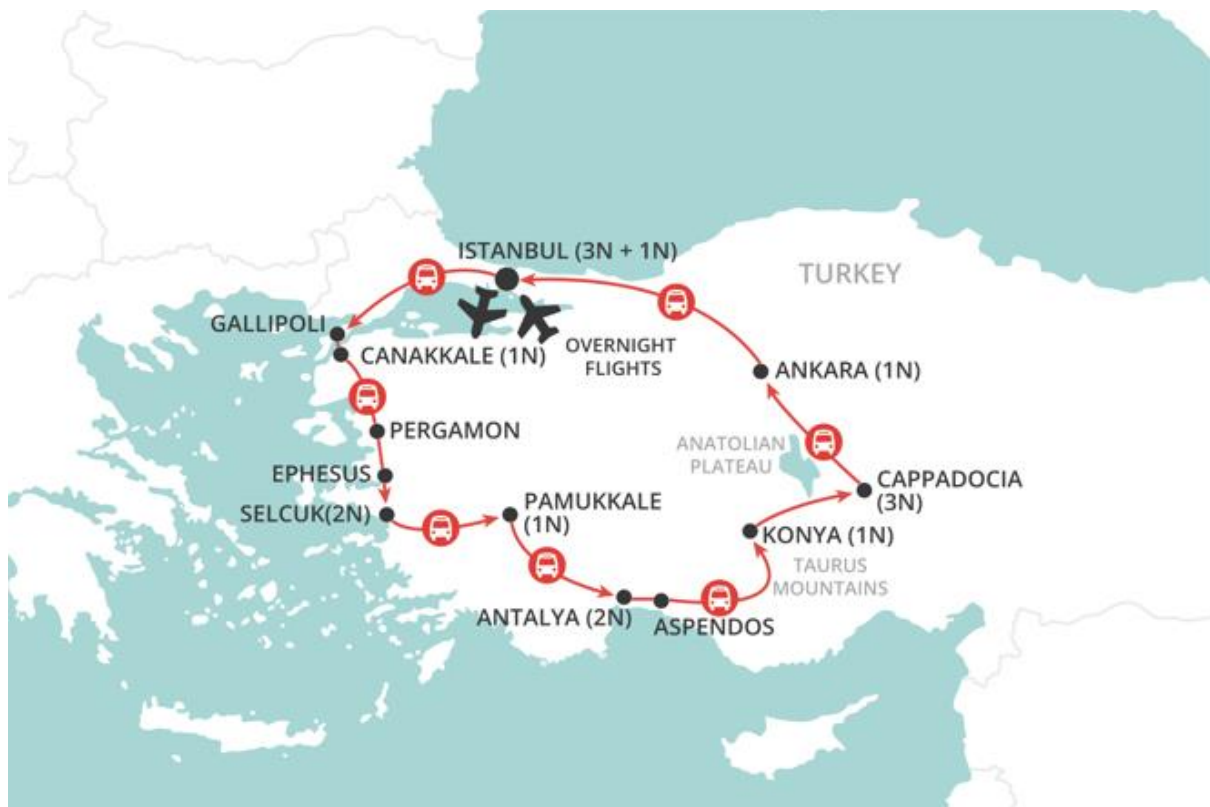 ISTANBUL (3N + 1N)
TURKEY
GALLIPOLI
CANAKKALE (1N)
OVERNIGHT
FLIGHTS
ANKARA (1N)
PERGAMON
ANATOLIAN
PLATEAU
EPHESUS
CAPPADOCIA
(3N)
SELCUK(2N)
PAMUKKALE
(1N)
KONYA (1N)
TAURUS
MOUNTAINS
ANTALYA (2N)
ASPENDOS